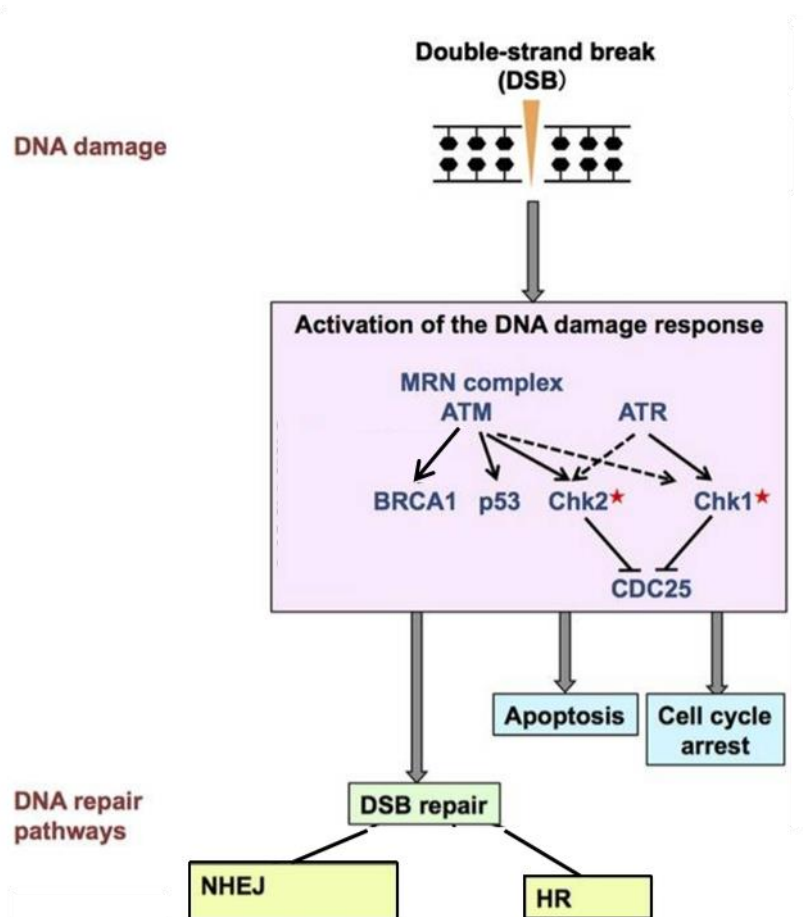 Double-strand break
(DSB)
DNA damage
Activation of the DNA damage response
MRN complex
ATM ATR
BRCA1 p53 Chk2★ Chk1★
CDC25
Apoptosis
Cell cycle
arrest
DNA repair
pathways
DSB repair
NHEJ
HR